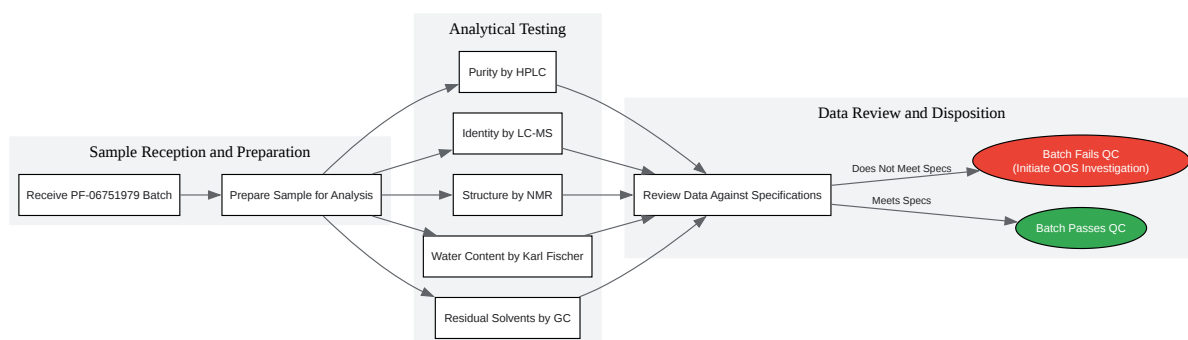 Sample Reception and Preparation
Receive PF-06751979 Batch
Prepare Sample for Analysis
Analytical Testing
Purity by HPLC
Identity by LC-MS
Structure by NMR
Water Content by Karl Fischer
Residual Solvents by GC
Data Review and Disposition
Review Data Against Specifications
Does Not Meet Specs
Meets Specs
Batch Fails QC
(Initiate OOS Investigation)
Batch Passes QC